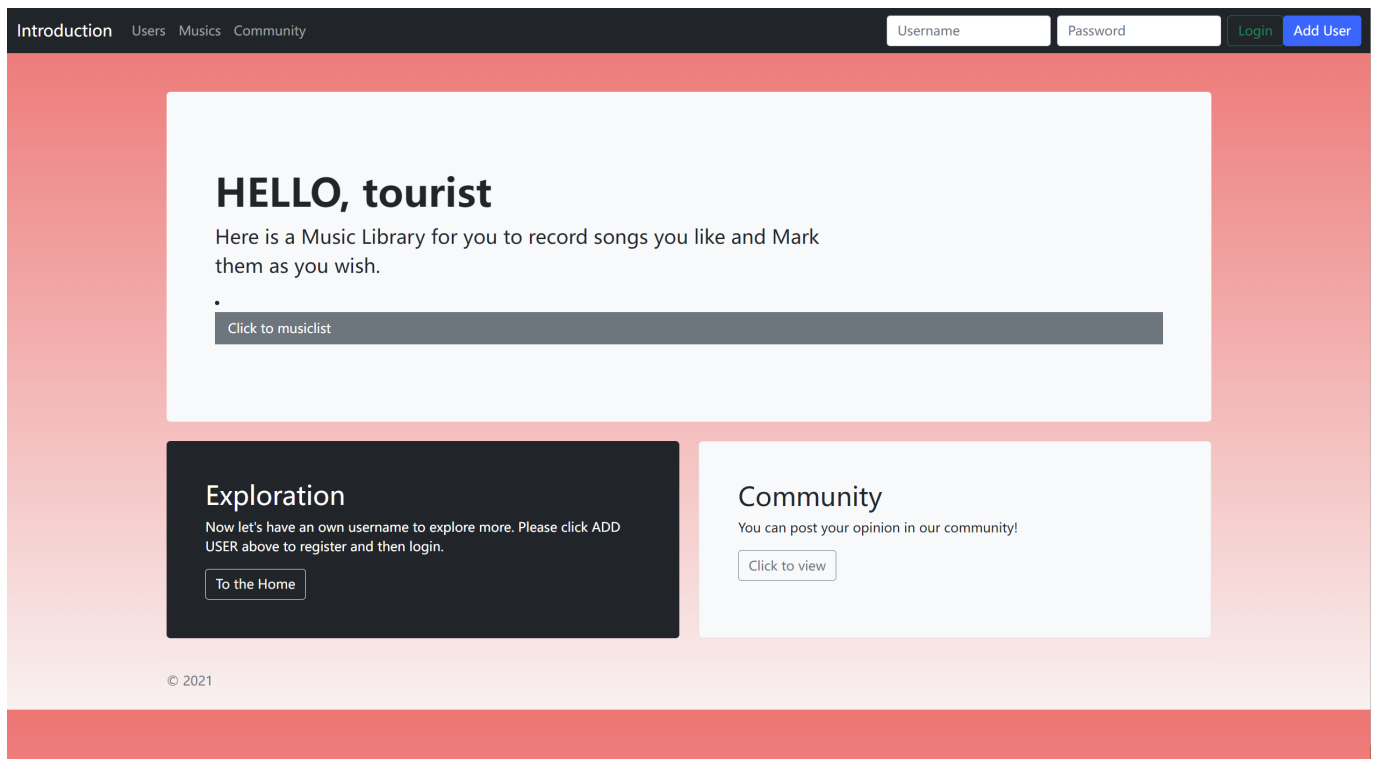 Introduction Users Musics Community Username Password Login Add User
HELLO, tourist
Here is a Music Library for you to record songs you like and Mark
them as you wish.
Click to musiclist
Exploration
Now let's have an own username to explore more. Please click ADD
USER above to register and then login.
To the Home
Community
You can post your opinion in our community!
Click to view
© 2021